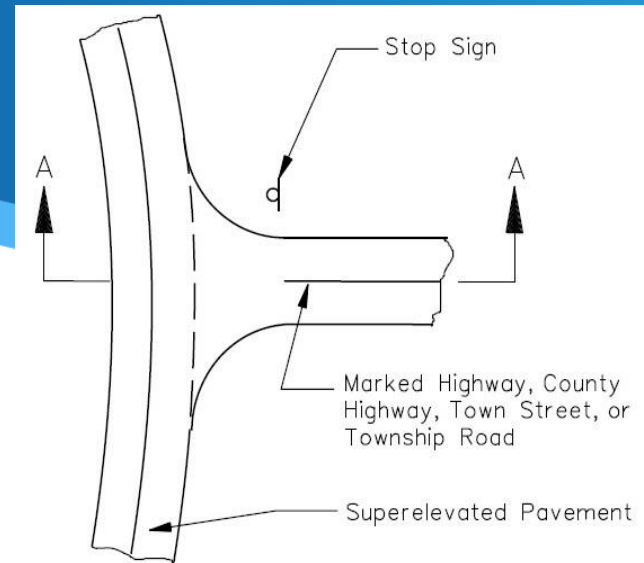 Stop Sign
A
A
Marked Highway, County
Highway, Town Street, or
Township Road
Superelevated Pavement